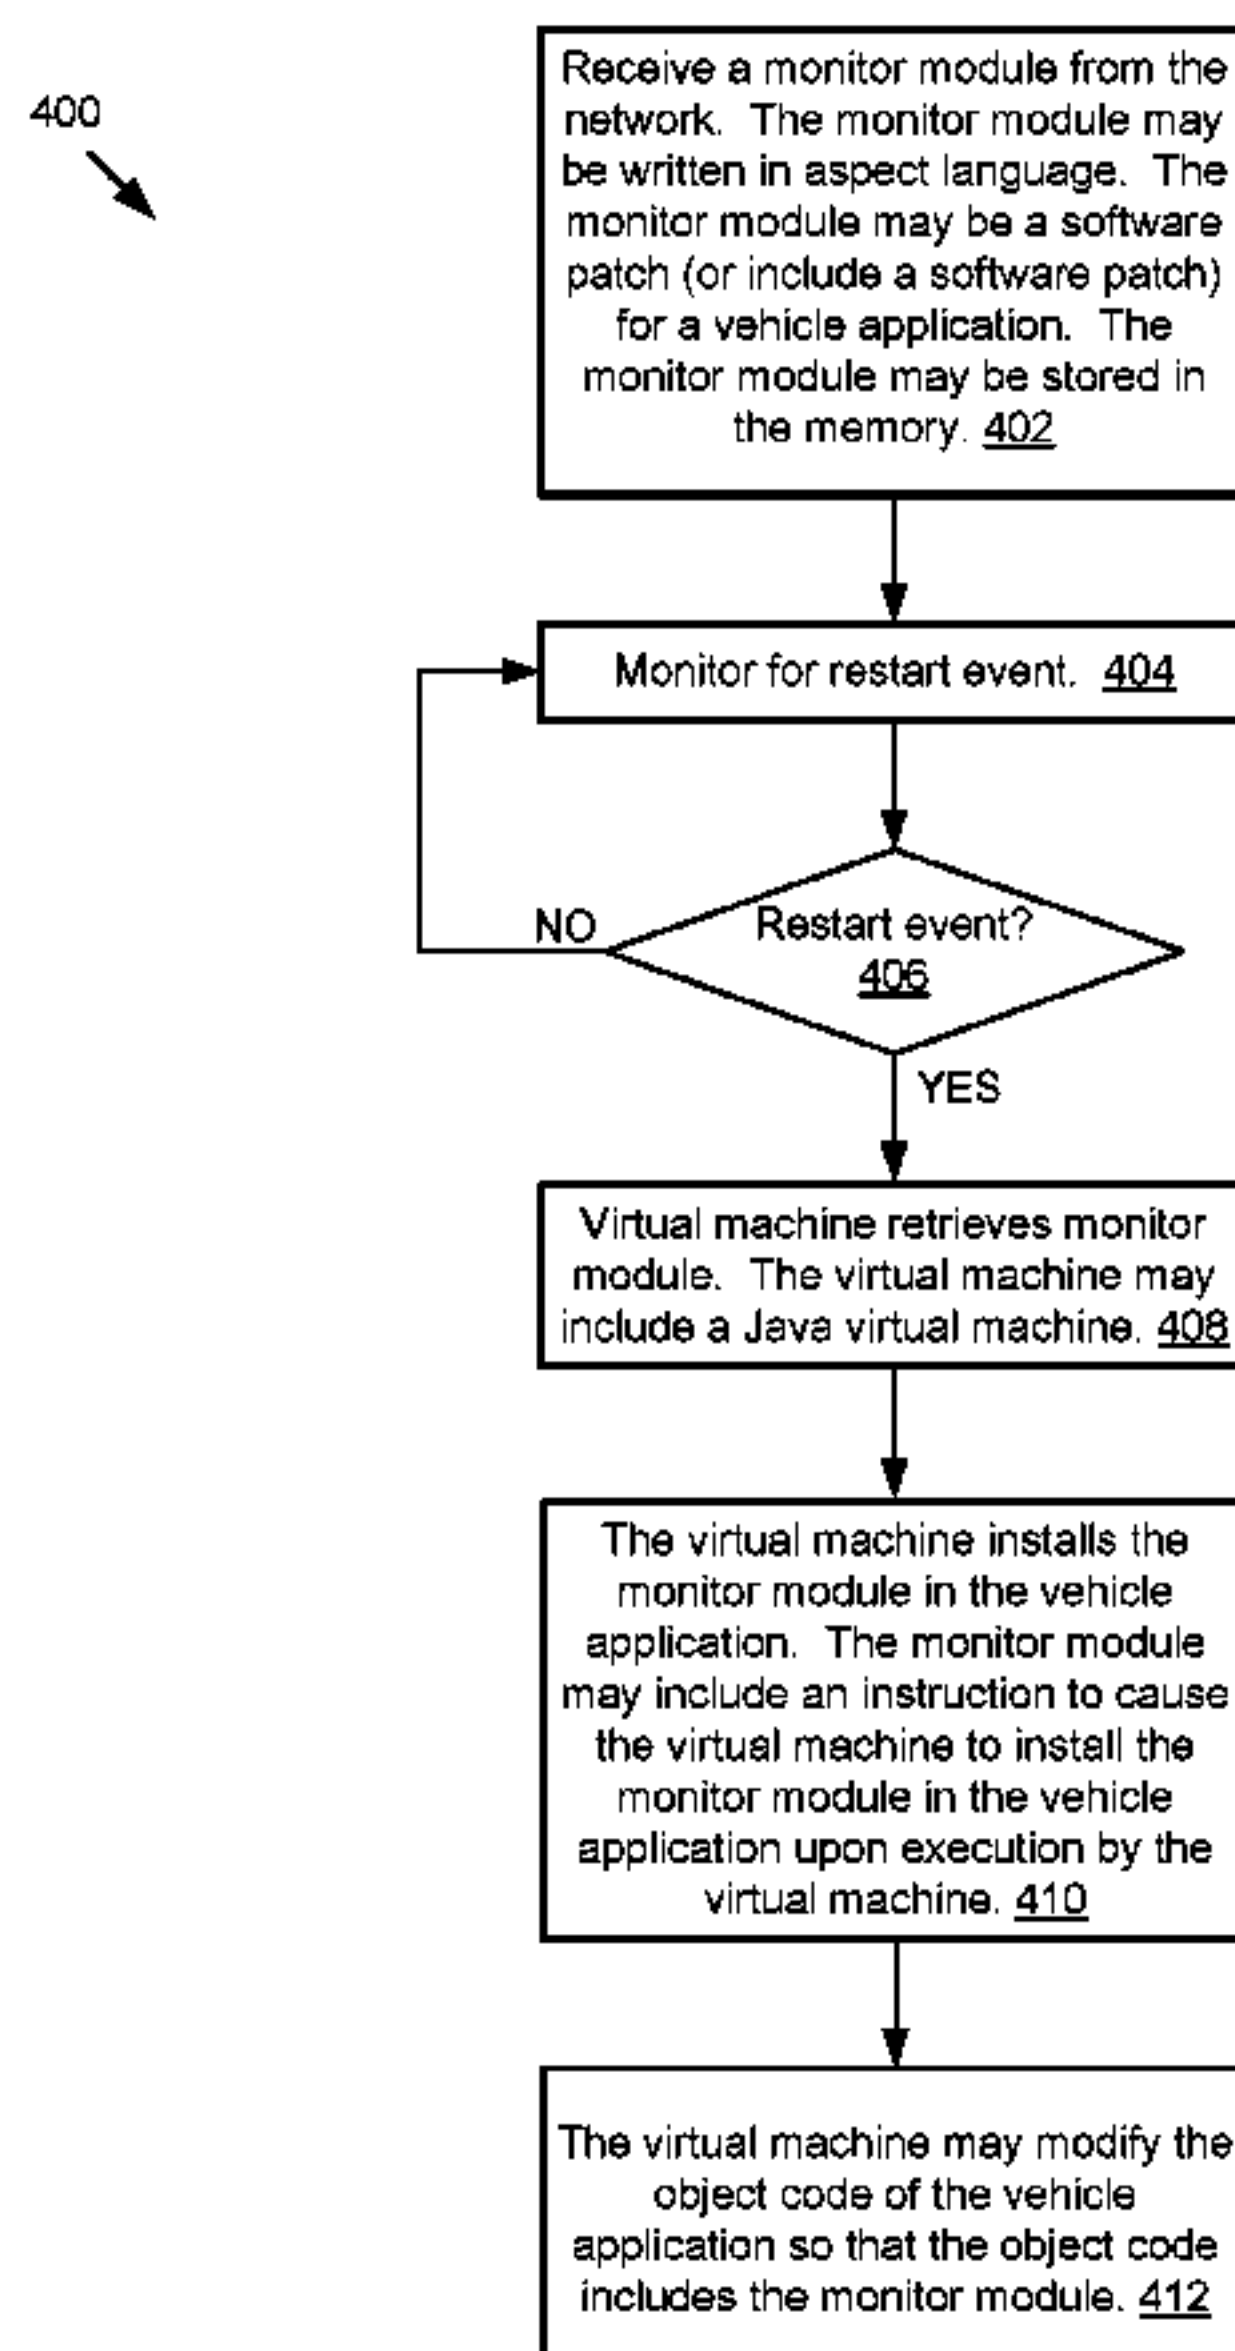 400
Receive a monitor module from the
network. The monitor module may
be written in aspect language. The
monitor module may be a software
patch (or include a software patch)
for a vehicle application. The
monitor module may be stored in
the memory. 402
Monitor for restart event. 404
Restart event?
406
NO
YES
Virtual machine retrieves monitor
module. The virtual machine may
include a Java virtual machine. 408
The virtual machine installs the
monitor module in the vehicle
application. The monitor module
may include an instruction to cause
the virtual machine to install the
monitor module in the vehicle
application upon execution by the
virtual machine. 410
The virtual machine may modify the
object code of the vehicle
application so that the object code
includes the monitor module. 412